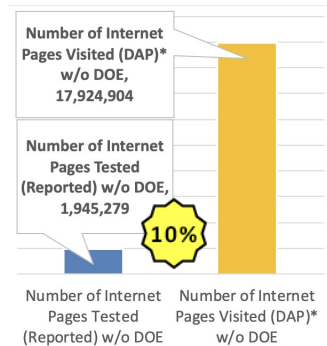 Number of Internet
Pages Visited (DAP)*
w/o DOE,
17,924,904
Number of Internet
Pages Tested
(Reported) w/o DOE,
1,945,279
10%
Number of Internet
Pages Tested
(Reported) w/o DOE
Number of Internet
Pages Visited (DAP)*
w/o DOE